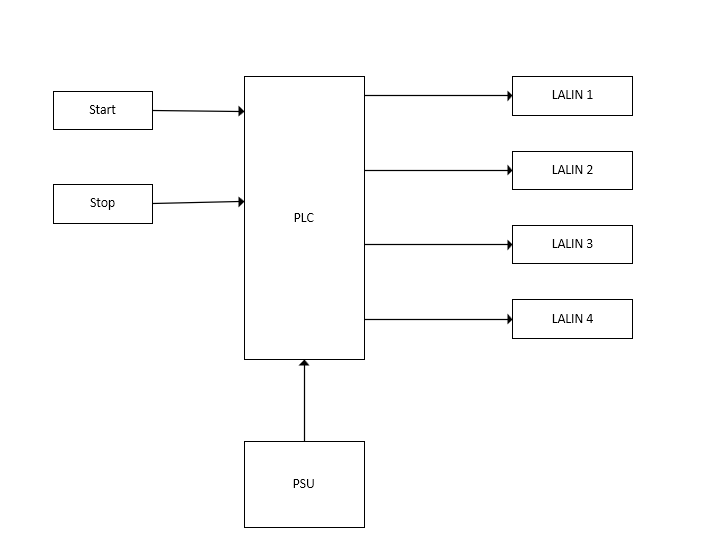 Start
Stop
PLC
LALIN 1
LALIN 2
LALIN 3
LALIN 4
PSU